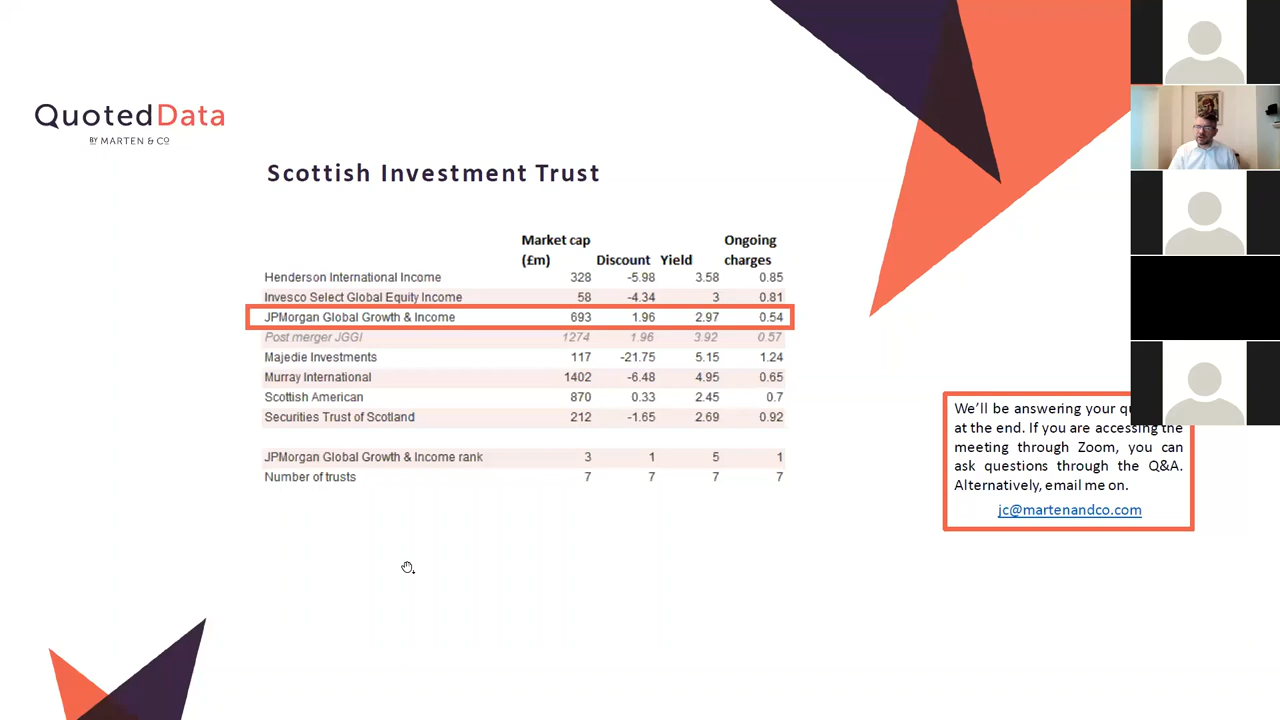 QuotedData
BY MARTEN & CO
Scottish Investment Trust
Market cap (£m) Discount Yield Ongoing charges
Henderson International Income 328 -5.98 3.58 0.85
Invesco Select Global Equity Income 58 -4.34 3 0.81
JPMorgan Global Growth & Income 693 1.96 2.97 0.54
Post merger JGGI 1274 1.96 3.92 0.57
Majedie Investments 117 -21.75 5.15 1.24
Murray International 1402 -6.48 4.95 0.65
Scottish American 870 0.33 2.45 0.7
Securities Trust of Scotland 212 -1.65 2.69 0.92
JPMorgan Global Growth & Income rank 3 1 5 1
Number of trusts 7 7 7 7
We'll be answering your
at the end. If you are accessing the
meeting through Zoom, you can
ask questions through the Q&A.
Alternatively, email me on.
jc@martenandco.com